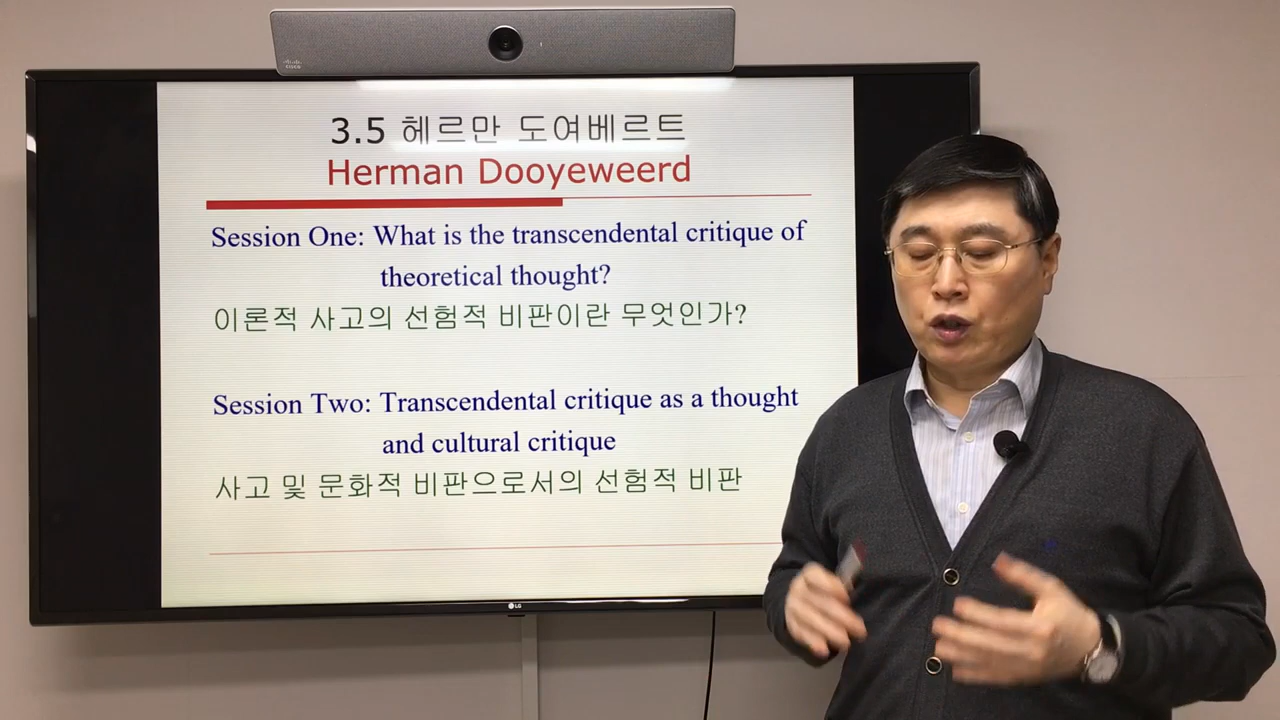 CISCO
3.5 헤르만 도여베르트
Herman Dooyeweerd
Session One: What is the transcendental critique of
theoretical thought?
이론적 사고의 선험적 비판이란 무엇인가?
Session Two: Transcendental critique as a thought
and cultural critique
사고 및 문화적 비판으로서의 선험적 비판
LG